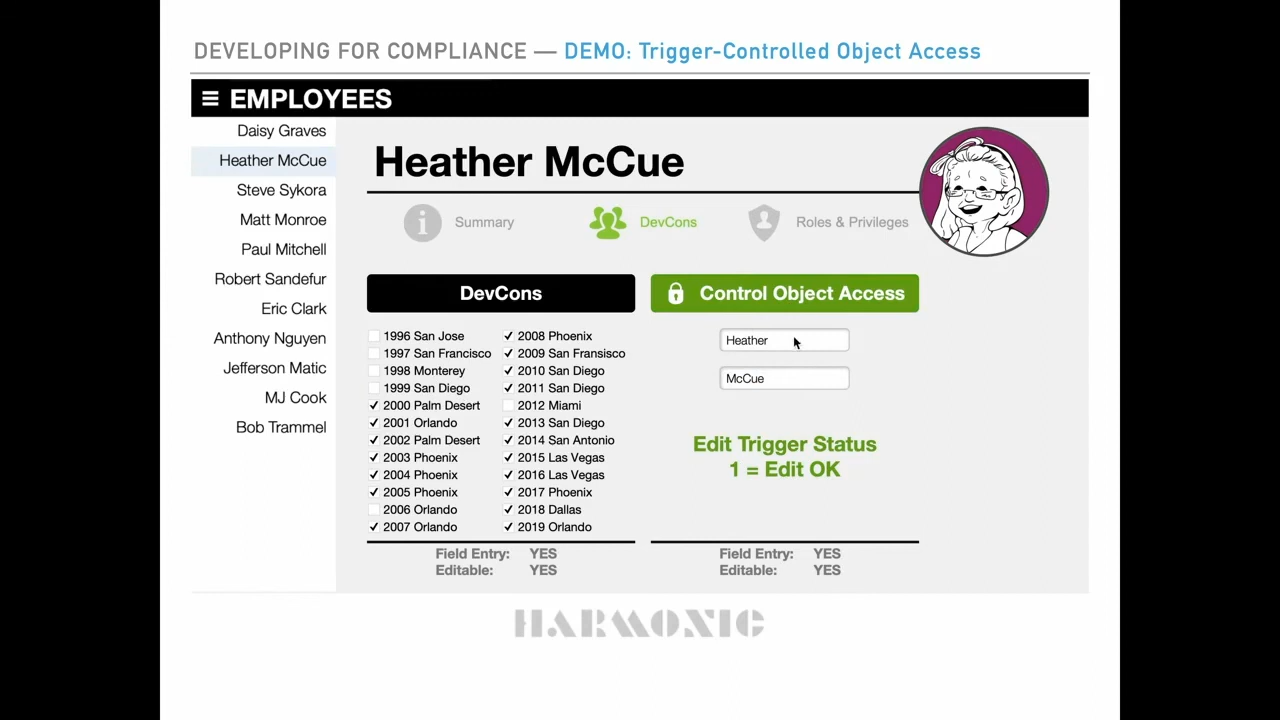 DEVELOPING FOR COMPLIANCE — DEMO: Trigger-Controlled Object Access
EMPLOYEES
Daisy Graves
Heather McCue
Steve Sykora
Matt Monroe
Paul Mitchell
Robert Sandefur
Eric Clark
Anthony Nguyen
Jefferson Matic
MJ Cook
Bob Trammel
Heather McCue
Summary
DevCons
Roles & Privileges
DevCons
1996 San Jose
1997 San Francisco
1998 Monterey
1999 San Diego
2000 Palm Desert
2001 Orlando
2002 Palm Desert
2003 Phoenix
2004 Phoenix
2005 Phoenix
2006 Orlando
2007 Orlando
2008 Phoenix
2009 San Fransisco
2010 San Diego
2011 San Diego
2012 Miami
2013 San Diego
2014 San Antonio
2015 Las Vegas
2016 Las Vegas
2017 Phoenix
2018 Dallas
2019 Orlando
Field Entry: YES
Editable: YES
Control Object Access
Heather
McCue
Edit Trigger Status
1 = Edit OK
Field Entry: YES
Editable: YES
HARMONIC